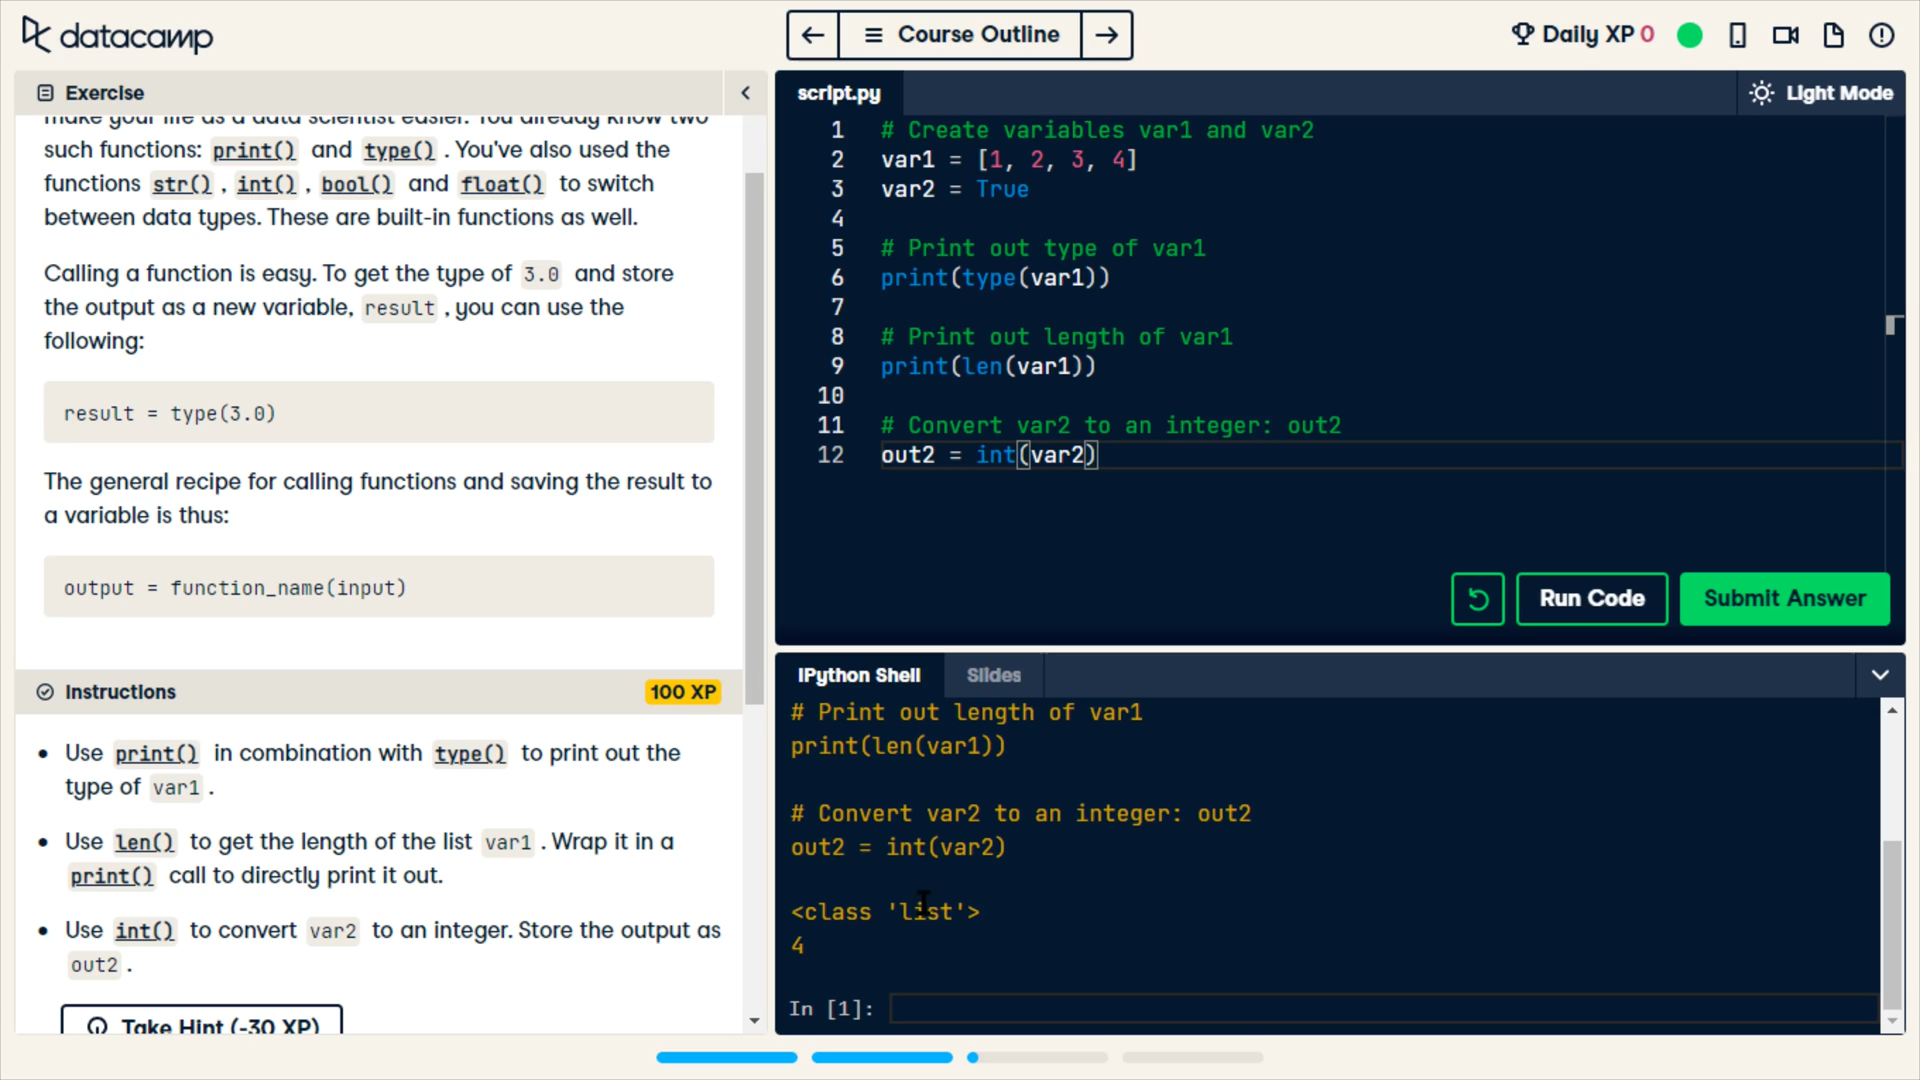 datacamp
Course Outline
Daily XP 0
Exercise
make your life as a data scientist easier. You already know two
such functions: print() and type() . You've also used the
functions str() , int() , bool() and float() to switch
between data types. These are built-in functions as well.
Calling a function is easy. To get the type of 3.0 and store
the output as a new variable, result , you can use the
following:
result = type(3.0)
The general recipe for calling functions and saving the result to
a variable is thus:
output = function_name(input)
Instructions
100 XP
• Use print() in combination with type() to print out the
type of var1 .
• Use len() to get the length of the list var1 . Wrap it in a
print() call to directly print it out.
• Use int() to convert var2 to an integer. Store the output as
out2 .
Take Hint (-30 XP)
script.py
Light Mode
1 # Create variables var1 and var2
2 var1 = [1, 2, 3, 4]
3 var2 = True
4
5 # Print out type of var1
6 print(type(var1))
7
8 # Print out length of var1
9 print(len(var1))
10
11 # Convert var2 to an integer: out2
12 out2 = int(var2)
Run Code
Submit Answer
IPython Shell
Slides
# Print out length of var1
print(len(var1))
# Convert var2 to an integer: out2
out2 = int(var2)
<class 'list'>
4
In [1]: